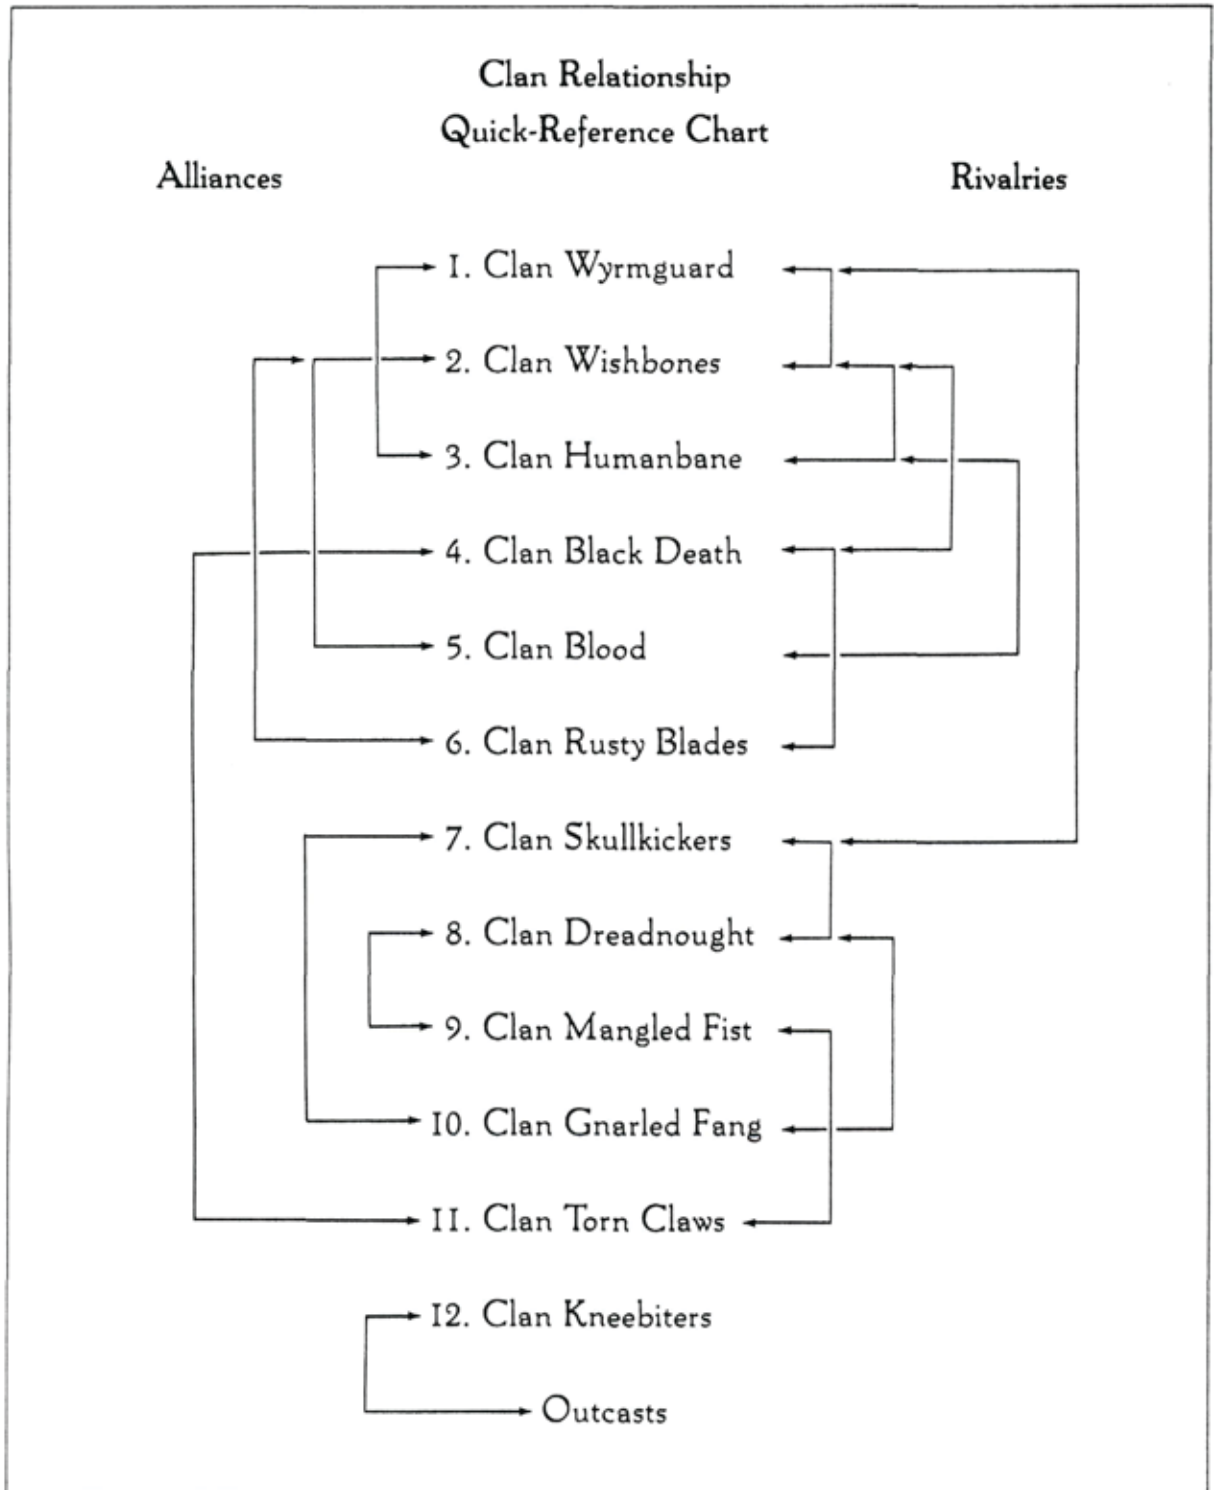 Clan Relationship
Quick-Reference Chart
Alliances
Rivalries
1. Clan Wyrmguard
2. Clan Wishbones
3. Clan Humanbane
4. Clan Black Death
5. Clan Blood
6. Clan Rusty Blades
7. Clan Skullkickers
8. Clan Dreadnought
9. Clan Mangled Fist
10. Clan Gnarled Fang
11. Clan Torn Claws
12. Clan Kneebiters
Outcasts